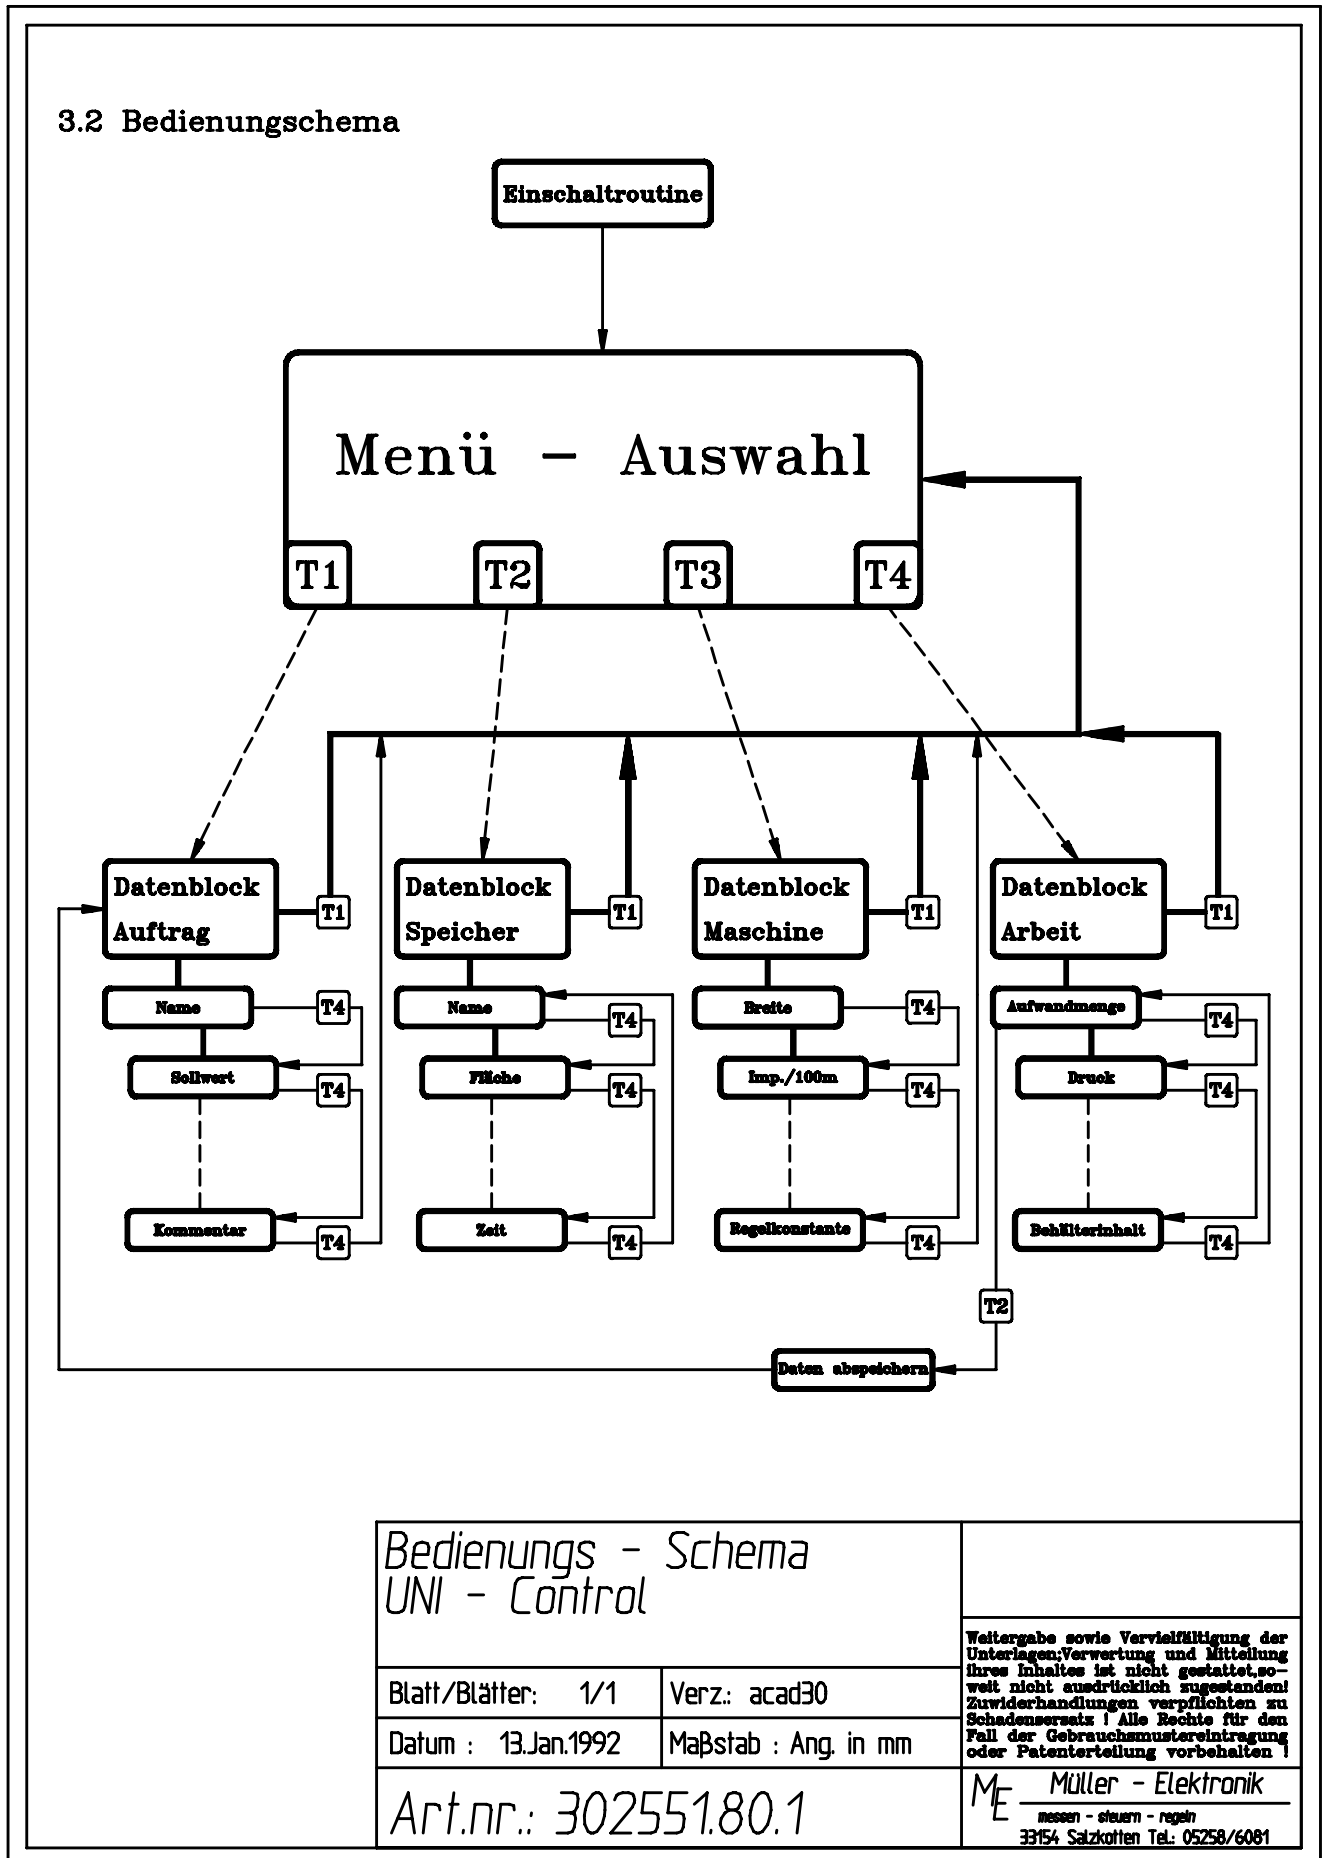 3.2 Bedienungschema
Einschaltroutine
Menü - Auswahl
T1 T2 T3 T4
Datenblock Datenblock Datenblock Datenblock
Auftrag Speicher Maschine Arbeit
T1 T1 T1 T1
Name Name Breite Aufwandmenge
T4 T4 T4 T4
Sollwert Fläche Imp./100m Druck
T4 T4 T4 T4
Kommentar Zeit Regelkonstante Behälterinhalt
T4 T4 T4 T4
T2
Daten abspeichern
Bedienungs - Schema
UNI - Control
Weitergabe sowie Vervielfältigung der
Unterlagen;Verwertung und Mitteilung
ihres Inhaltes ist nicht gestattet,so-
weit nicht ausdrücklich zugestanden!
Zuwiderhandlungen verpflichten zu
Schadensersatz ! Alle Rechte für den
Fall der Gebrauchsmustereintragung
oder Patenterteilung vorbehalten !
Blatt/Blätter: 1/1 Verz.: acad30
Datum : 13.Jan.1992 Maßstab : Ang. in mm
Art.nr.: 302551.80.1
ME Müller - Elektronik
messen - steuern - regeln
33154 Salzkotten Tel.: 05258/6081